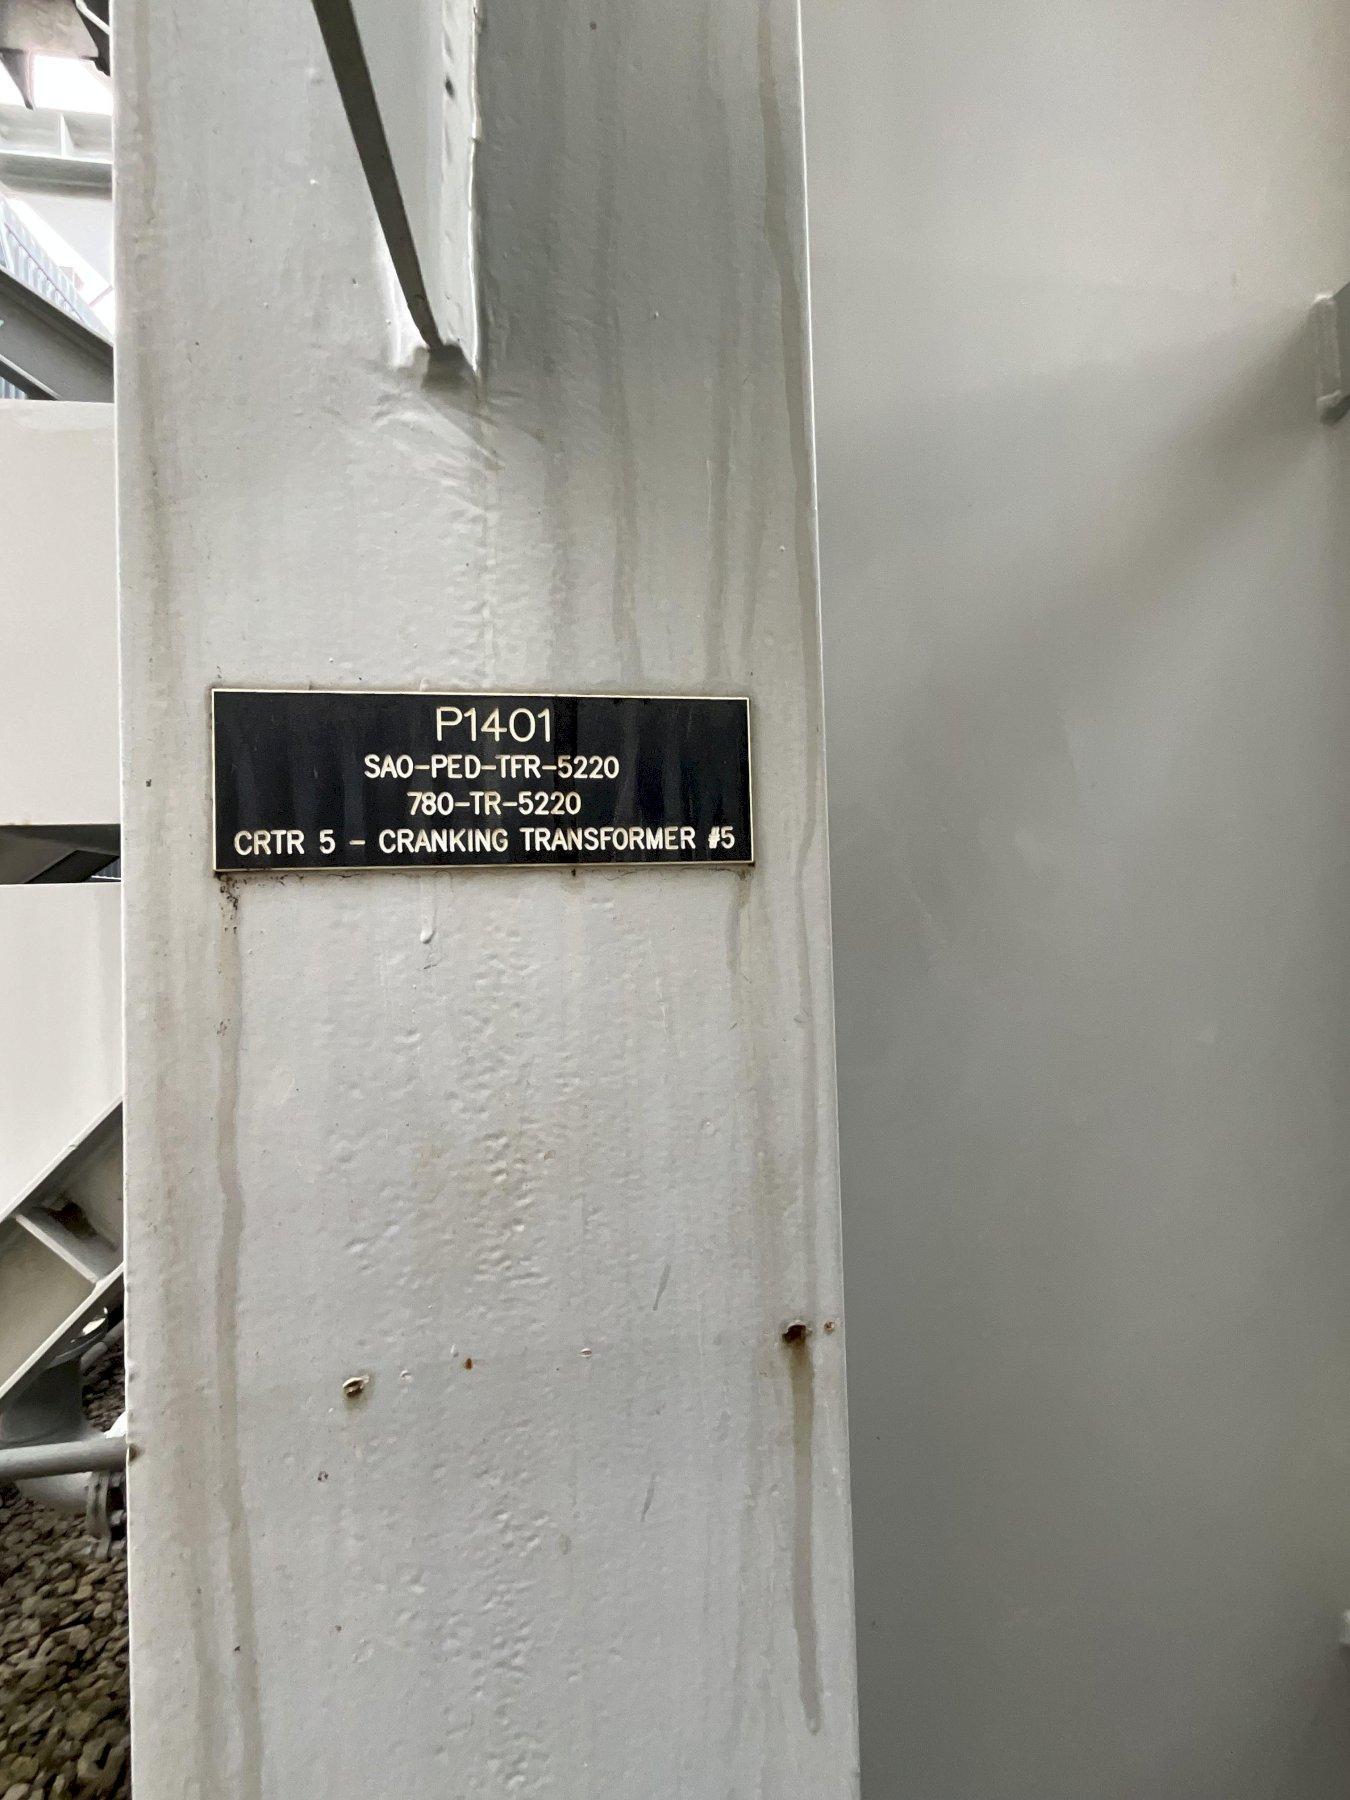 P1401
SAO-PED-TFR-5220
780-TR-5220
CRTR 5 - CRANKING TRANSFORMER #5